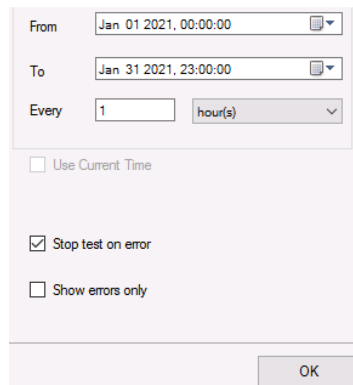 From Jan 01 2021, 00:00:00
To Jan 31 2021, 23:00:00
Every 1 hour(s)
Use Current Time
Stop test on error
Show errors only
OK